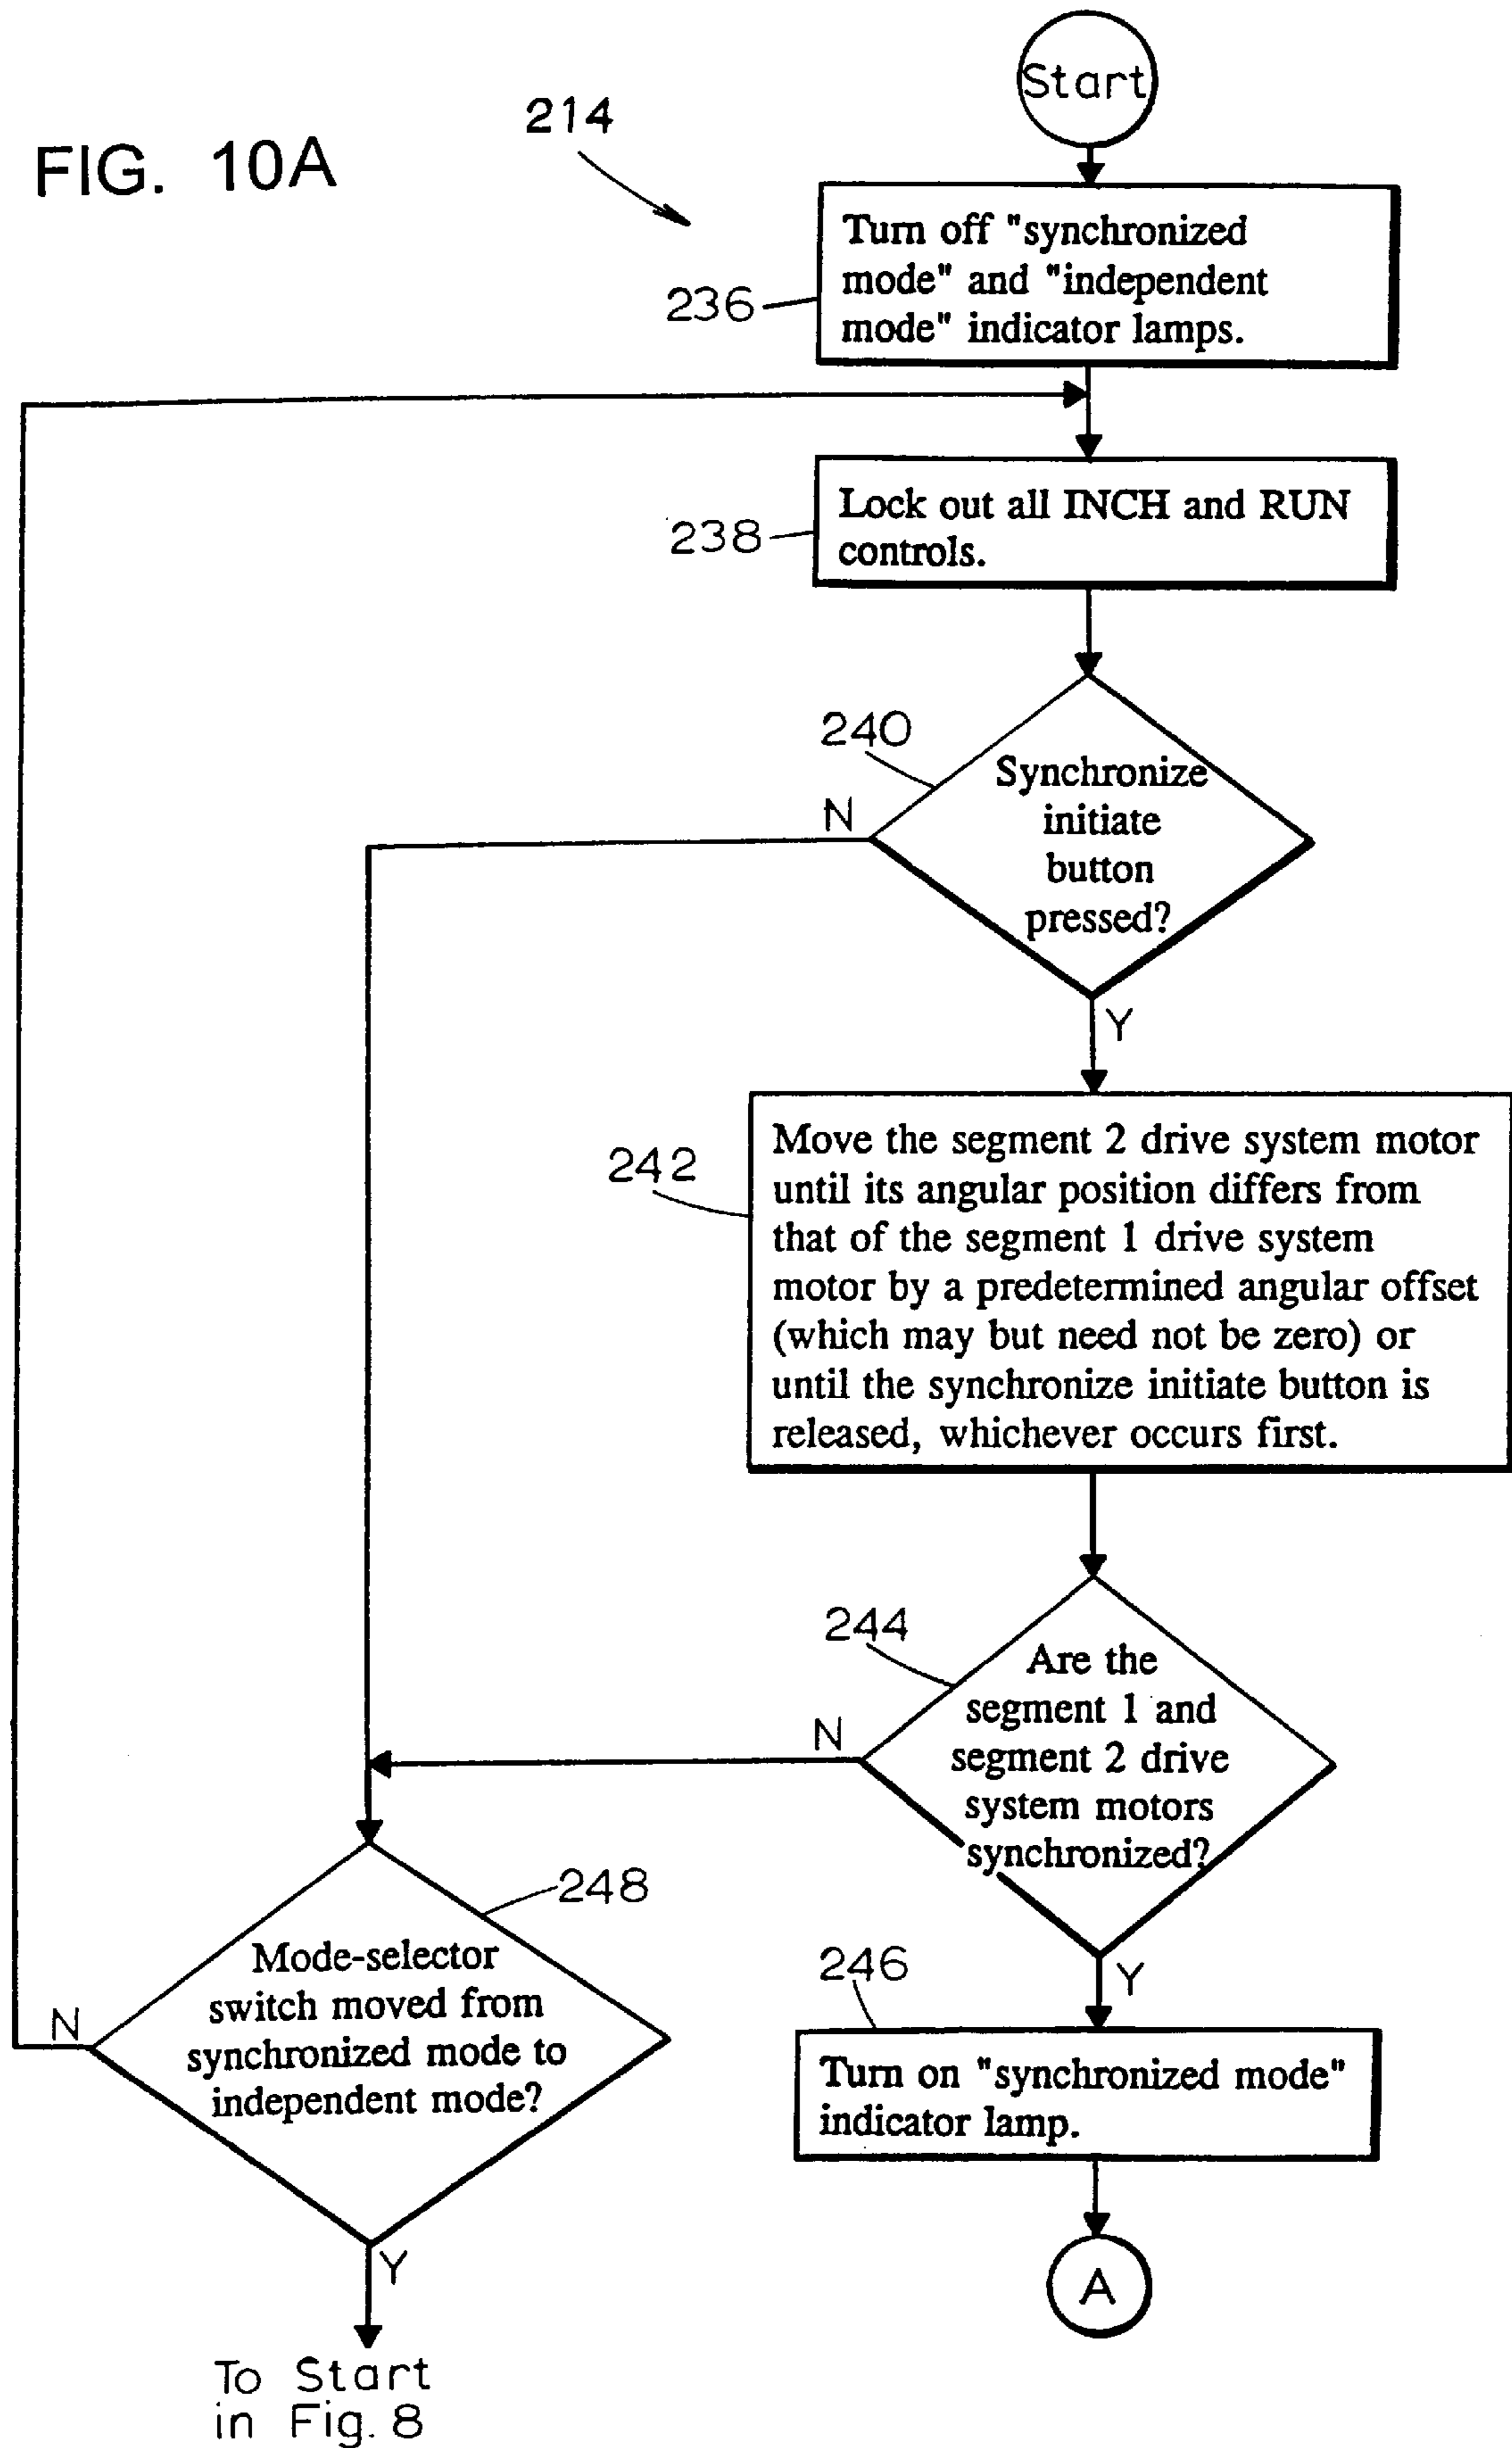 FIG. 10A
214
Start
236
Turn off "synchronized
mode" and "independent
mode" indicator lamps.
238
Lock out all INCH and RUN
controls.
240
Synchronize
initiate
button
pressed?
N
Y
242
Move the segment 2 drive system motor
until its angular position differs from
that of the segment 1 drive system
motor by a predetermined angular offset
(which may but need not be zero) or
until the synchronize initiate button is
released, whichever occurs first.
244
Are the
segment 1 and
segment 2 drive
system motors
synchronized?
N
Y
248
Mode-selector
switch moved from
synchronized mode to
independent mode?
N
Y
246
Turn on "synchronized mode"
indicator lamp.
A
To Start
in Fig. 8